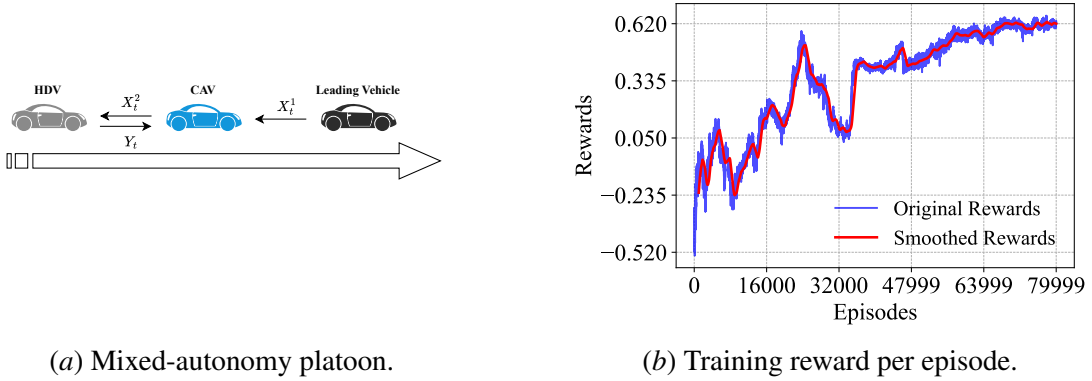 HDV
CAV
Leading Vehicle
X_t^2
X_t^1
Y_t
(a) Mixed-autonomy platoon.
0.620
0.335
0.050
−0.235
−0.520
Rewards
Original Rewards
Smoothed Rewards
0 16000 32000 47999 63999 79999
Episodes
(b) Training reward per episode.